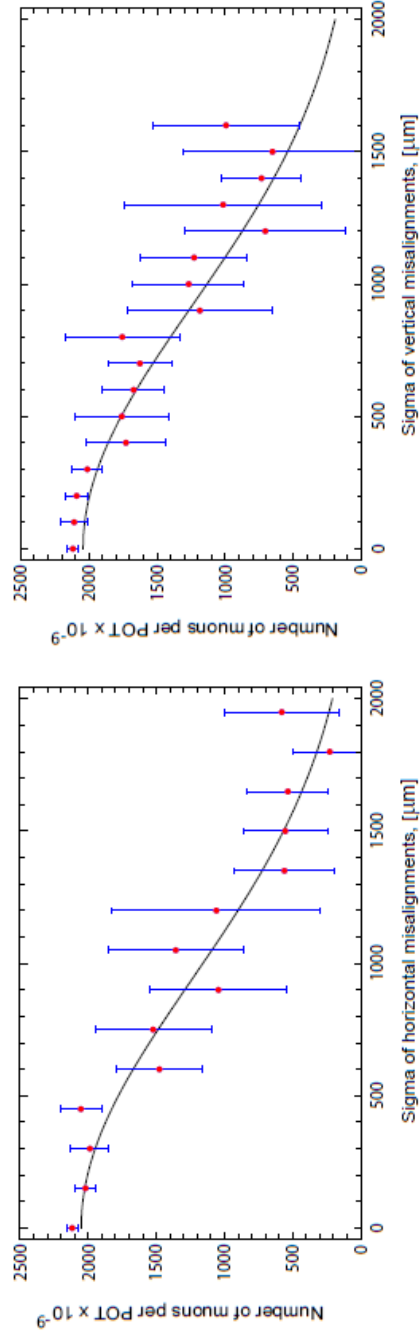 Number of muons per POT x 10⁻⁹
2500
2000
1500
1000
500
0
0 500 1000 1500 2000
Sigma of horizontal misalignments, [μm]
Number of muons per POT x 10⁻⁹
2500
2000
1500
1000
500
0
0 500 1000 1500 2000
Sigma of vertical misalignments, [μm]